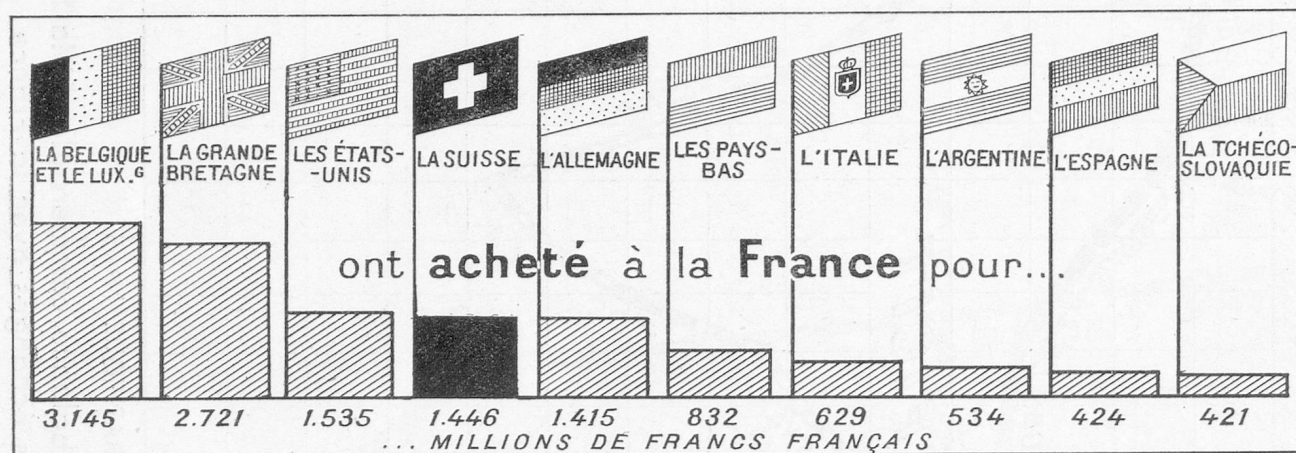 LA BELGIQUE
ET LE LUX.G
LA GRANDE
BRETAGNE
LES ÉTATS-
-UNIS
LA SUISSE
L'ALLEMAGNE
LES PAYS-
BAS
L'ITALIE
L'ARGENTINE
L'ESPAGNE
LA TCHÉCO-
SLOVAQUIE
ont acheté à la France pour...
3.145 2.721 1.535 1.446 1.415 832 629 534 424 421
... MILLIONS DE FRANCS FRANÇAIS